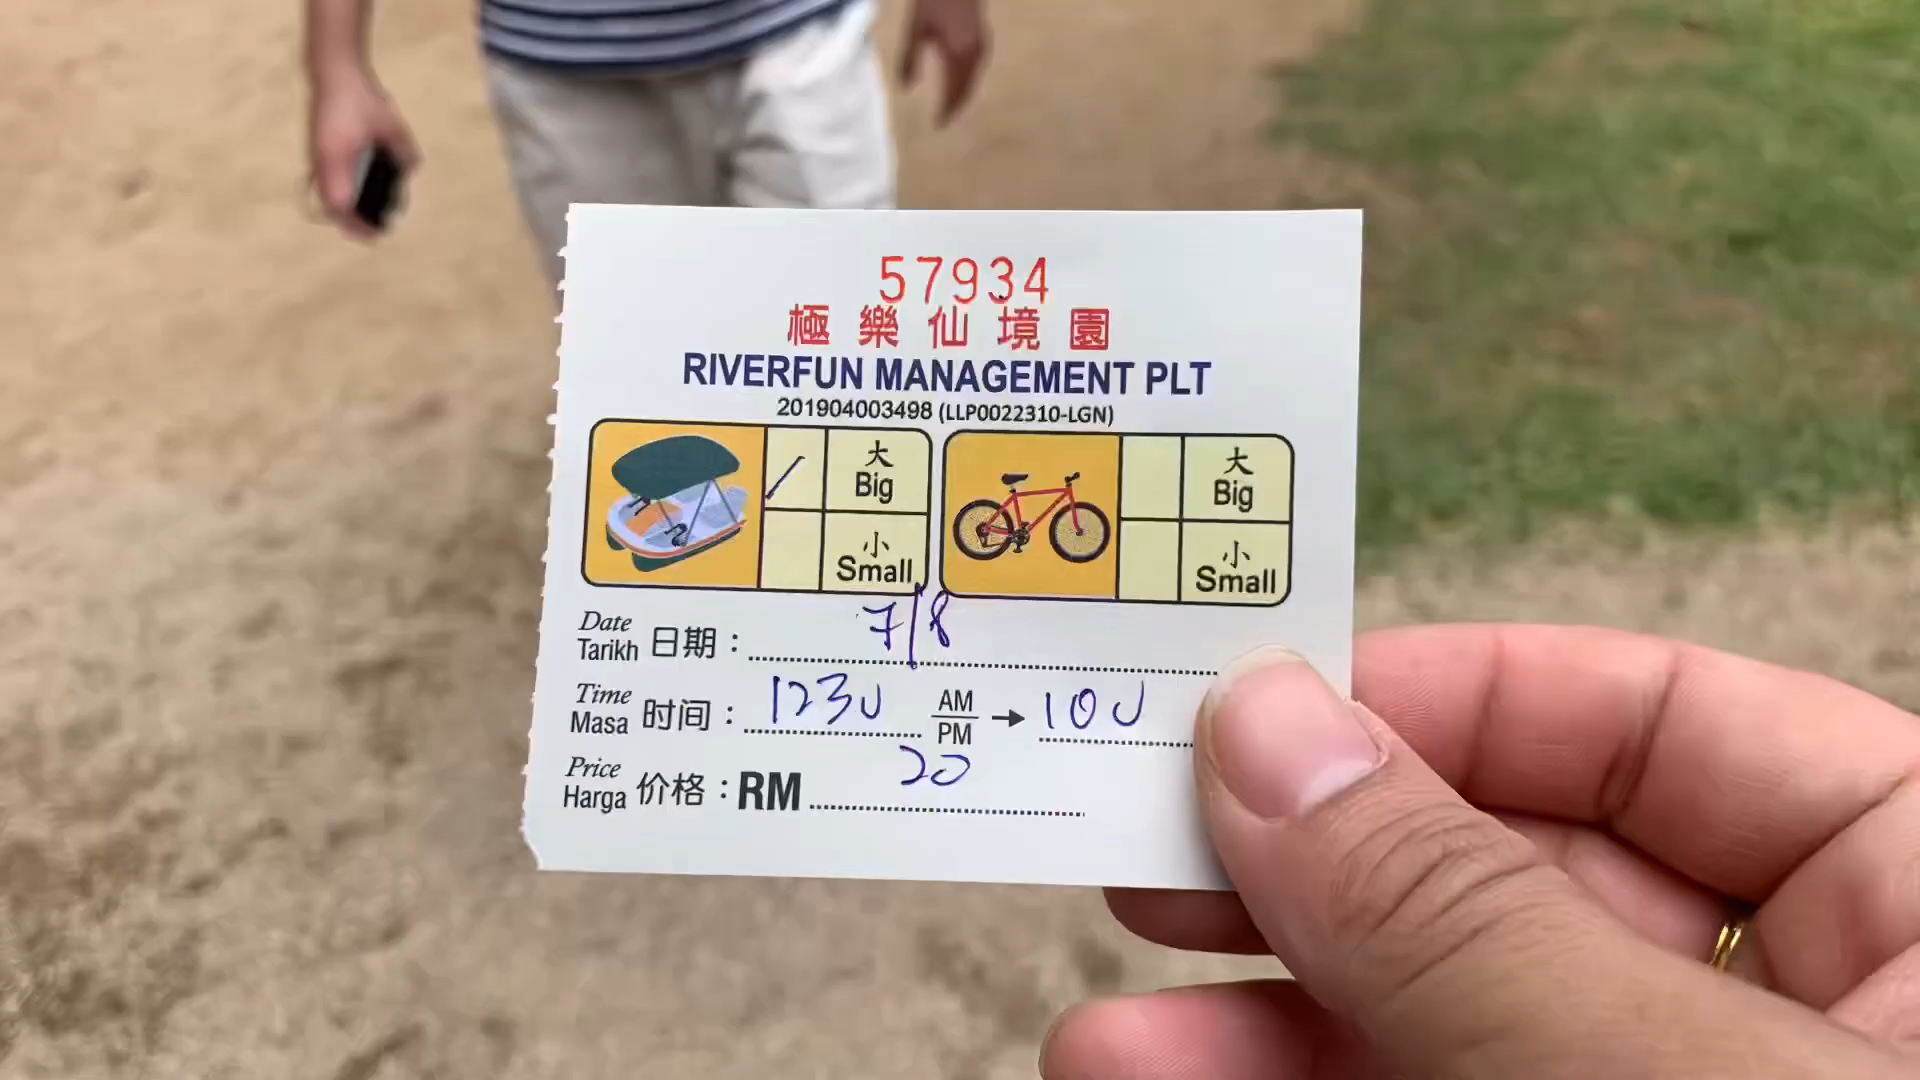 57934
極樂仙境園
RIVERFUN MANAGEMENT PLT
201904003498 (LLP0022310-LGN)
大
Big
小
Small
大
Big
小
Small
Date
Tarikh 日期 : 7/8
Time
Masa 时间 : 1230 AM/PM → 100
Price
Harga 价格 : RM 20